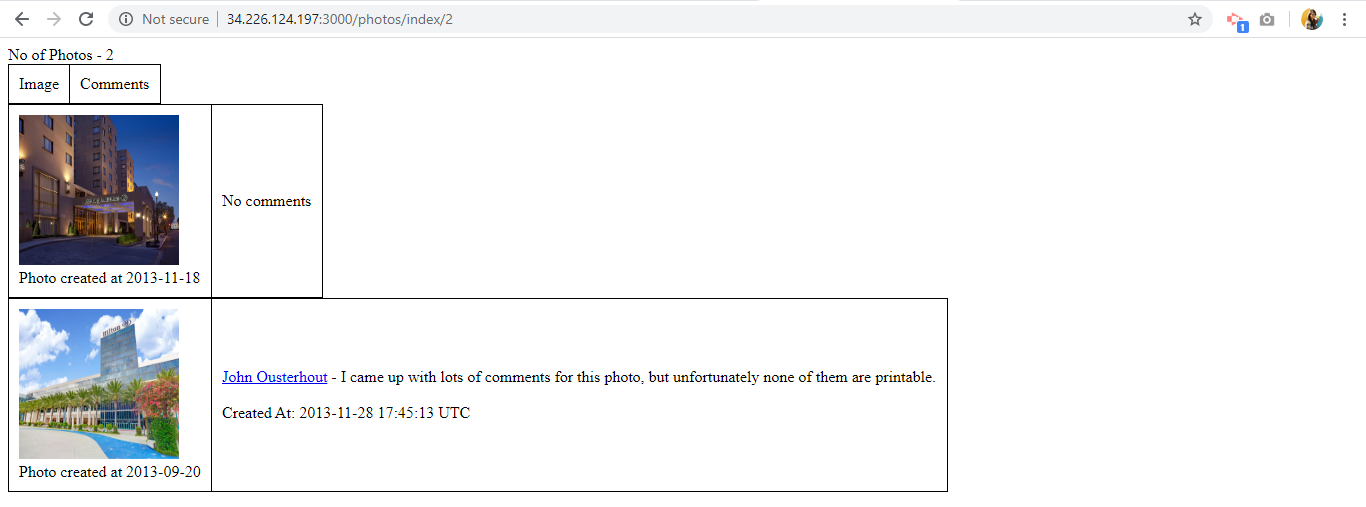 Not secure | 34.226.124.197:3000/photos/index/2
1
No of Photos - 2
Image Comments
No comments
Photo created at 2013-11-18
Hilton
John Ousterhout - I came up with lots of comments for this photo, but unfortunately none of them are printable.
Created At: 2013-11-28 17:45:13 UTC
Photo created at 2013-09-20